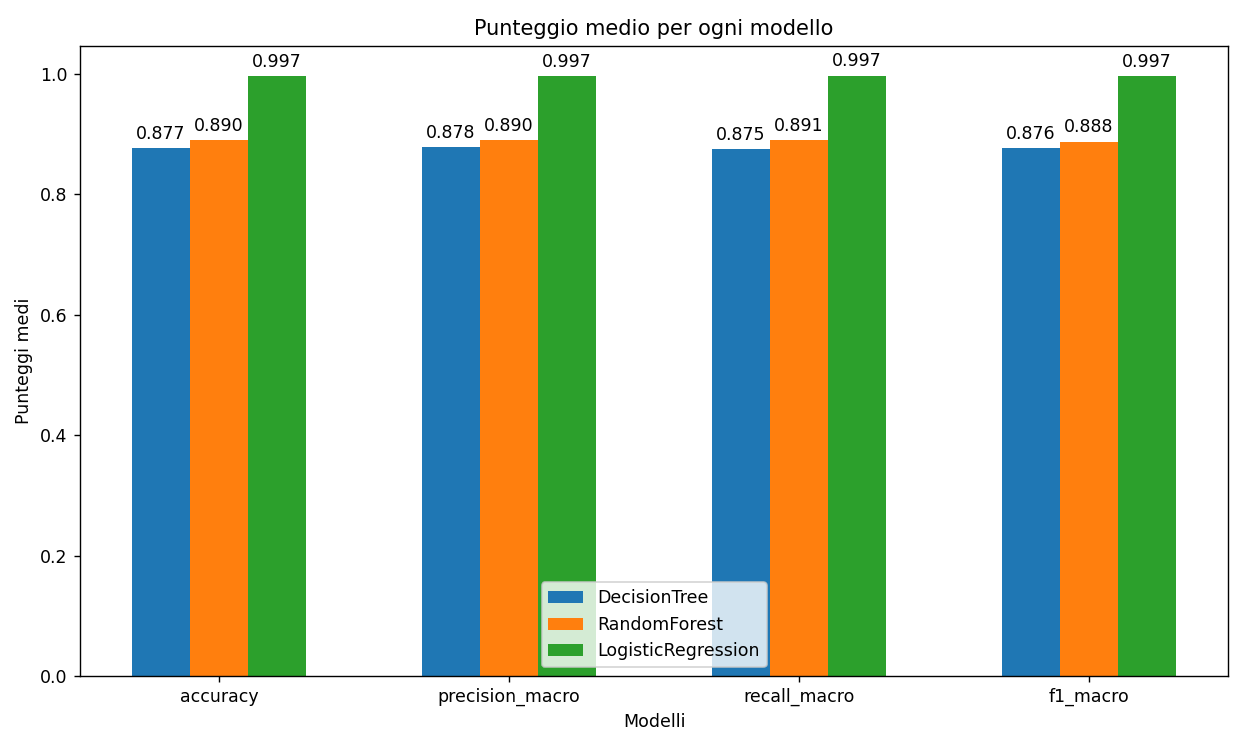 Punteggio medio per ogni modello
Punteggi medi
1.0
0.8
0.6
0.4
0.2
0.0
0.877 0.890 0.997
0.878 0.890 0.997
0.875 0.891 0.997
0.876 0.888 0.997
DecisionTree
RandomForest
LogisticRegression
accuracy precision_macro recall_macro f1_macro
Modelli